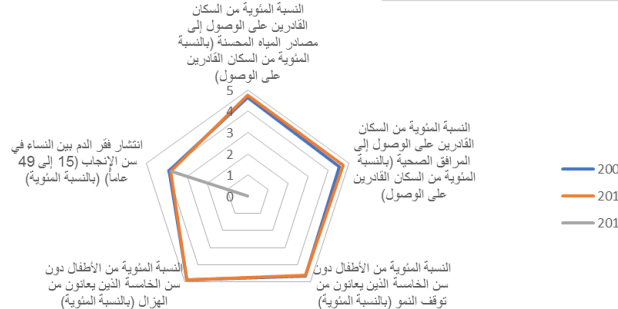 النسبة المئوية من السكان
القادرين على الوصول إلى
مصادر المياه المحسنة (بالنسبة
المئوية من السكان القادرين
على الوصول)
5
4
3
2
1
0
النسبة المئوية من السكان
القادرين على الوصول إلى
المرافق الصحية (بالنسبة
المئوية من السكان القادرين
على الوصول)
انتشار فقر الدم بين النساء في
سن الإنجاب (15 إلى 49
عاماً) (بالنسبة المئوية)
النسبة المئوية من الأطفال دون
سن الخامسة الذين يعانون من
توقف النمو (بالنسبة المئوية)
النسبة المئوية من الأطفال دون
سن الخامسة الذين يعانون من
الهزال (بالنسبة المئوية)
200
201
201